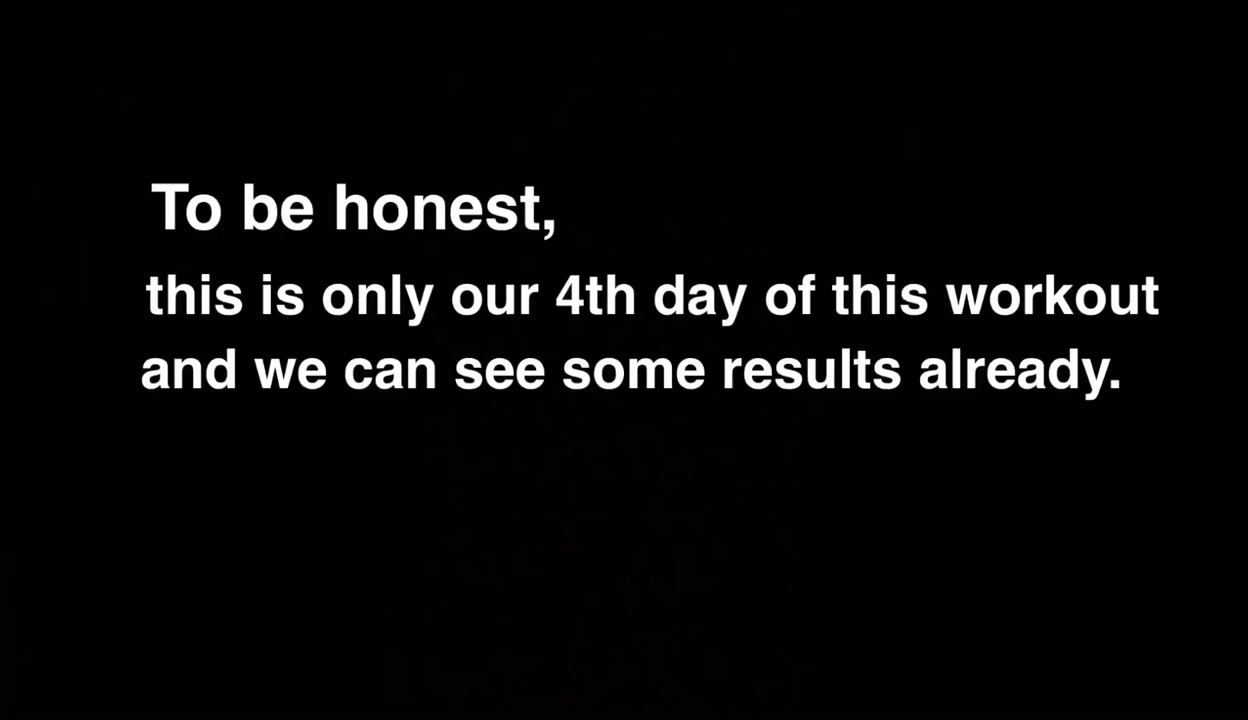 To be honest,
this is only our 4th day of this workout
and we can see some results already.